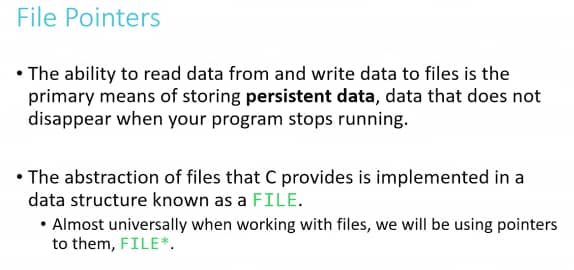 File Pointers
• The ability to read data from and write data to files is the
primary means of storing persistent data, data that does not
disappear when your program stops running.
• The abstraction of files that C provides is implemented in a
data structure known as a FILE.
• Almost universally when working with files, we will be using pointers
to them, FILE*.